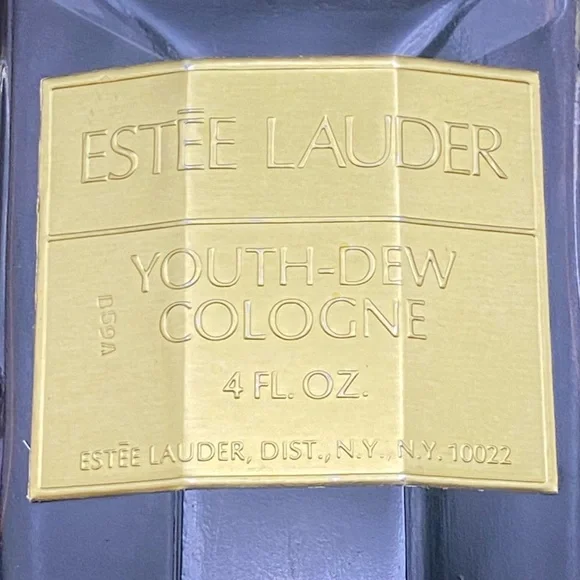 ESTĒE LAUDER
YOUTH-DEW
COLOGNE
4 FL. OZ.
ESTĒE LAUDER, DIST., N.Y., N.Y. 10022